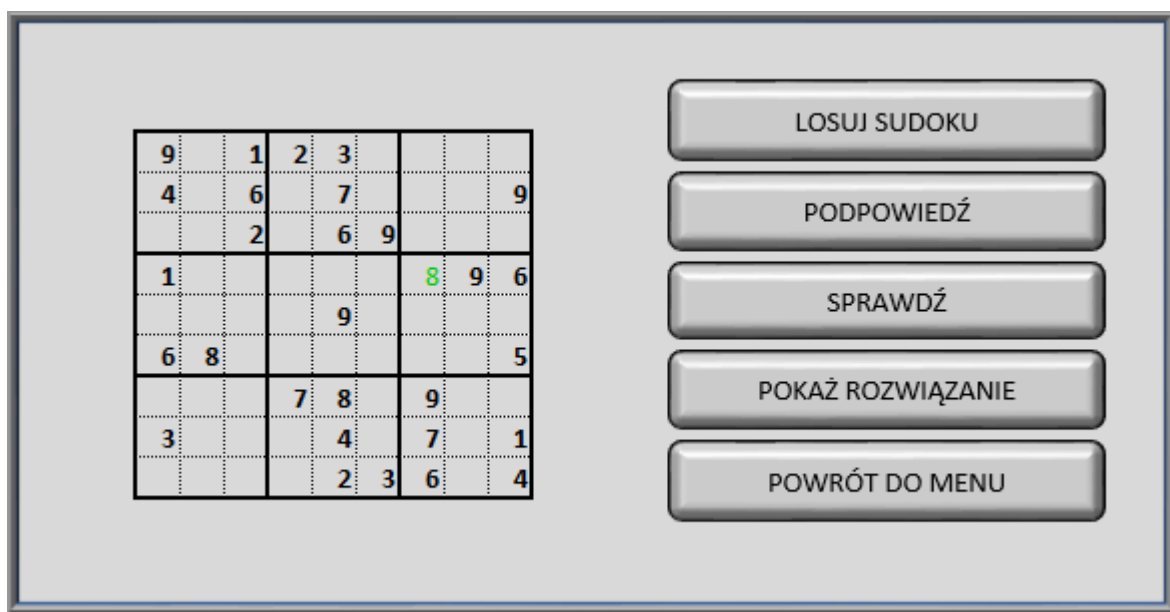 9 1 2 3
4 6 7 9
2 6 9
1 8 9 6
9
6 8 5
7 8 9
3 4 7 1
2 3 6 4
LOSUJ SUDOKU
PODPOWIEDŹ
SPRAWDŹ
POKAŻ ROZWIĄZANIE
POWRÓT DO MENU